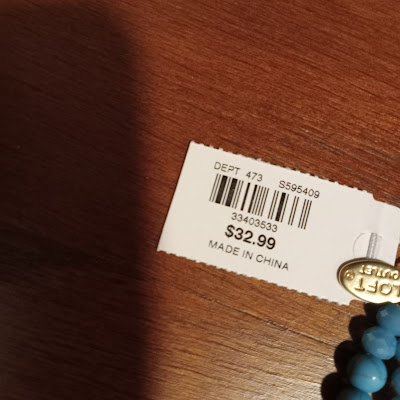 DEPT 473 S595409
33403533
$32.99
MADE IN CHINA
LOFT
OUTLET